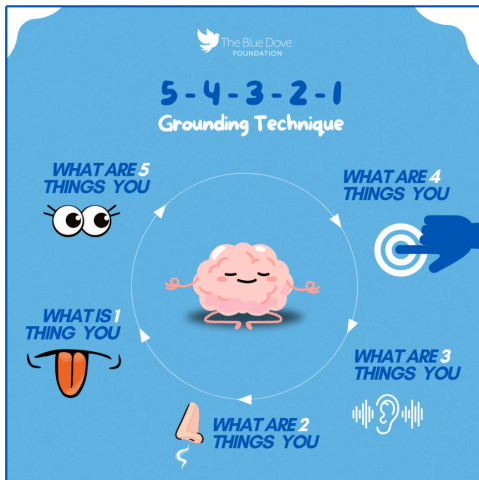 The Blue Dove
FOUNDATION
5-4-3-2-1
Grounding Technique
WHAT ARE 5
THINGS YOU
WHAT ARE 4
THINGS YOU
WHAT ARE 3
THINGS YOU
WHAT ARE 2
THINGS YOU
WHAT IS 1
THING YOU